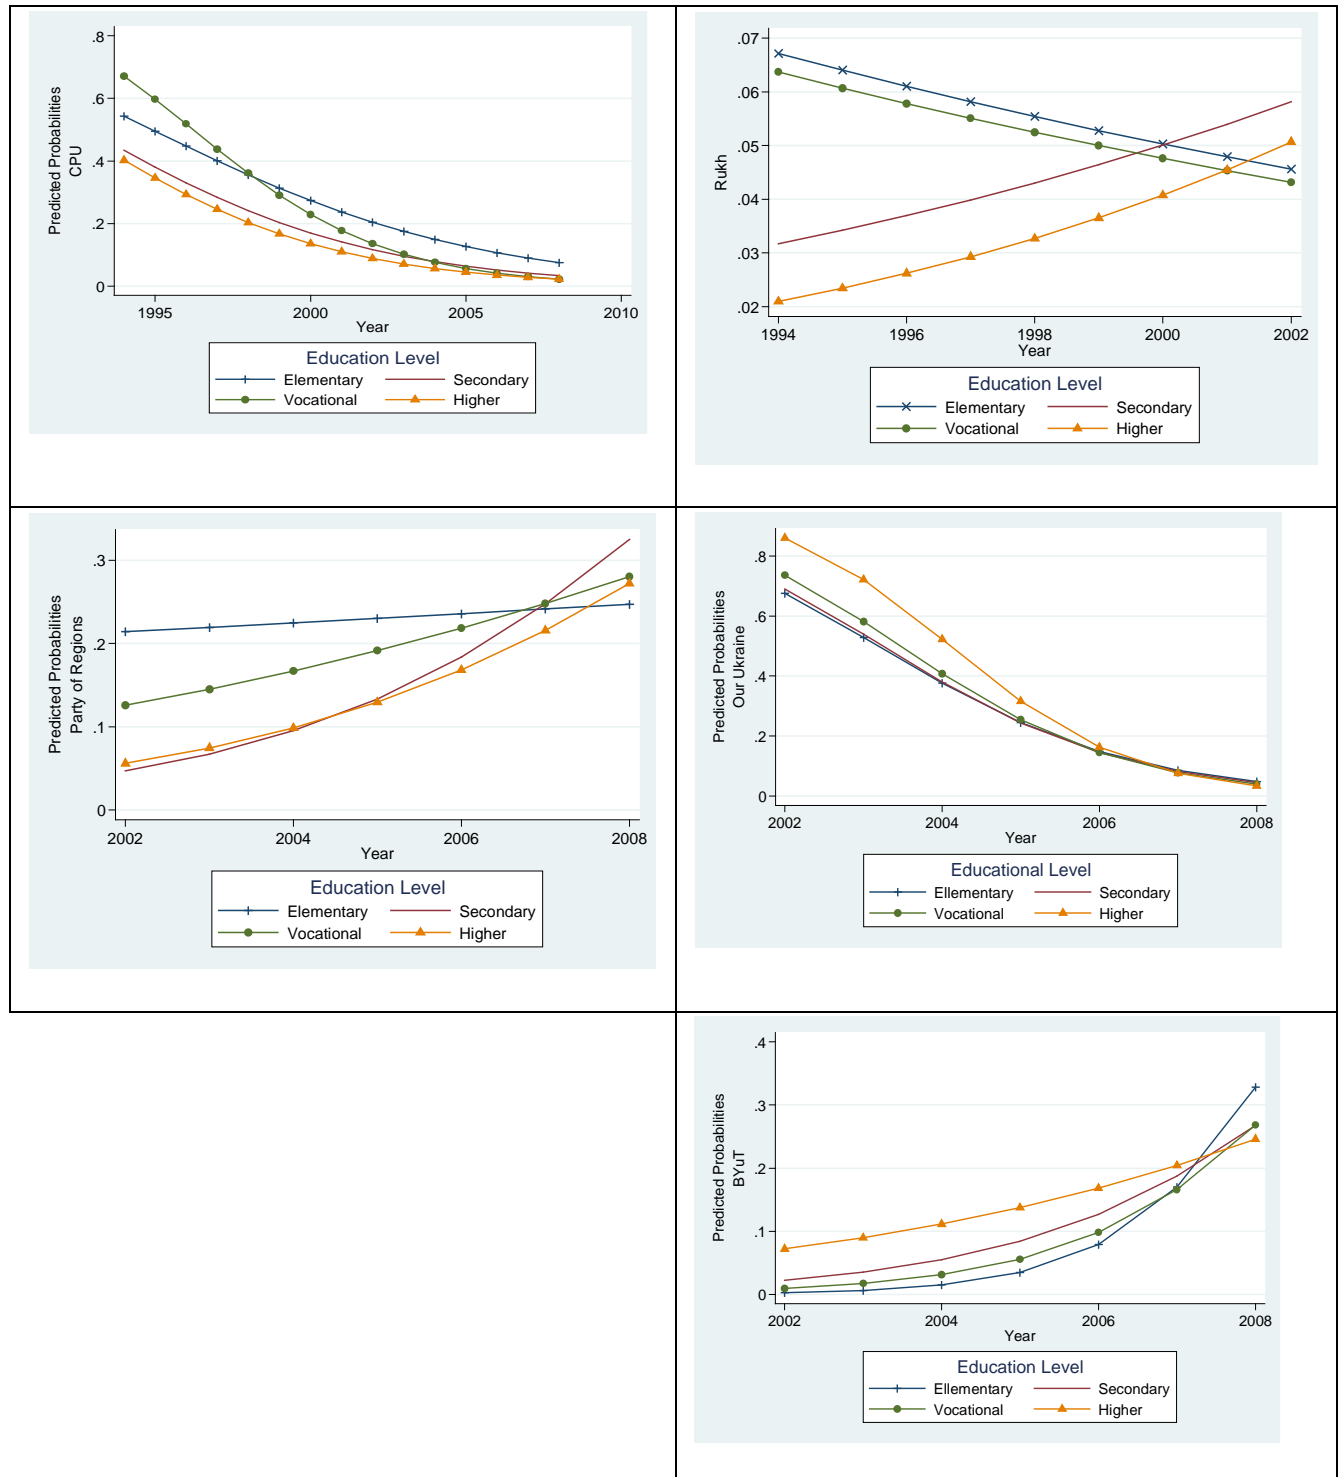 Predicted Probabilities
CPU
.8
.6
.4
.2
0
1995 2000 2005 2010
Year
Education Level
Elementary Secondary
Vocational Higher
Rukh
.07
.06
.05
.04
.03
.02
1994 1996 1998 2000 2002
Year
Education Level
Elementary Secondary
Vocational Higher
Predicted Probabilities
Party of Regions
.3
.2
.1
0
2002 2004 2006 2008
Year
Education Level
Elementary Secondary
Vocational Higher
Predicted Probabilities
Our Ukraine
.8
.6
.4
.2
0
2002 2004 2006 2008
Year
Educational Level
Ellementary Secondary
Vocational Higher
Predicted Probabilities
BYuT
.4
.3
.2
.1
0
2002 2004 2006 2008
Year
Education Level
Ellementary Secondary
Vocational Higher